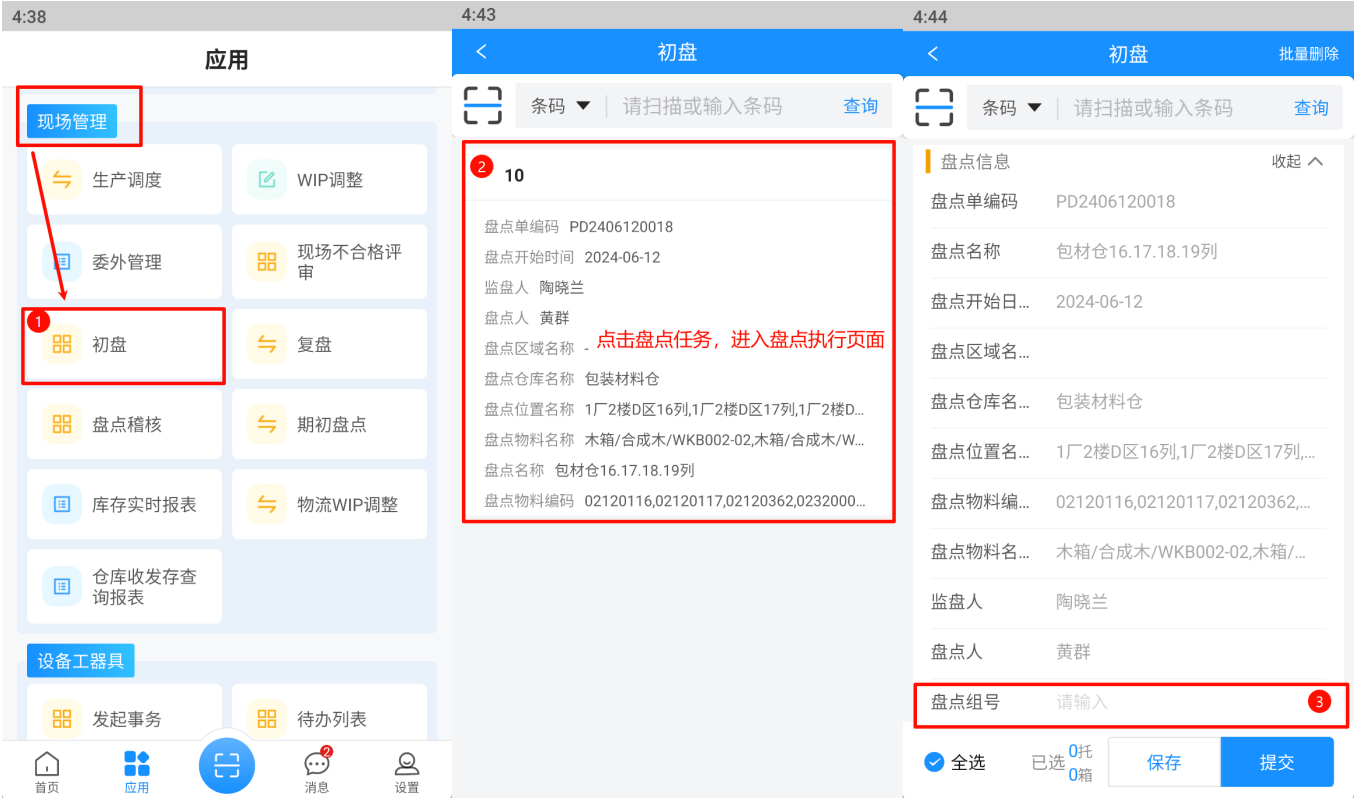 4:38
应用
现场管理
生产调度
WIP调整
委外管理
现场不合格评
审
1
初盘
复盘
盘点稽核
期初盘点
库存实时报表
物流WIP调整
仓库收发存查
询报表
设备工器具
发起事务
待办列表
首页
应用
2
消息
设置
4:43
初盘
条码
请扫描或输入条码
查询
2
10
盘点单编码 PD2406120018
盘点开始时间 2024-06-12
监盘人 陶晓兰
盘点人 黄群
盘点区域名称 -
点击盘点任务，进入盘点执行页面
盘点仓库名称 包装材料仓
盘点位置名称 1厂2楼D区16列,1厂2楼D区17列,1厂2楼D...
盘点物料名称 木箱/合成木/WKB002-02,木箱/合成木/W...
盘点名称 包材仓16.17.18.19列
盘点物料编码 02120116,02120117,02120362,0232000...
4:44
初盘
批量删除
条码
请扫描或输入条码
查询
盘点信息
收起
盘点单编码 PD2406120018
盘点名称 包材仓16.17.18.19列
盘点开始日... 2024-06-12
盘点区域名...
盘点仓库名... 包装材料仓
盘点位置名... 1厂2楼D区16列,1厂2楼D区17列,...
盘点物料编... 02120116,02120117,02120362,...
盘点物料名... 木箱/合成木/WKB002-02,木箱/...
监盘人 陶晓兰
盘点人 黄群
盘点组号 请输入
3
全选
已选
0托
0箱
保存
提交